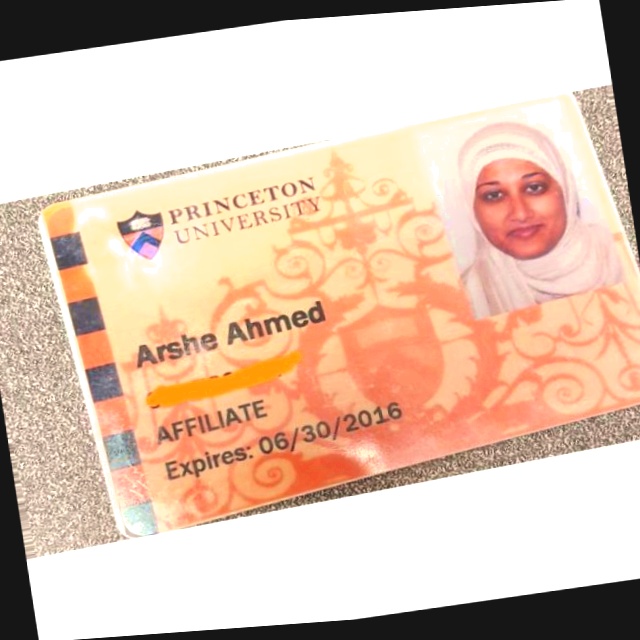 PRINCETON
UNIVERSITY
Arshe Ahmed
AFFILIATE
Expires: 06/30/2016